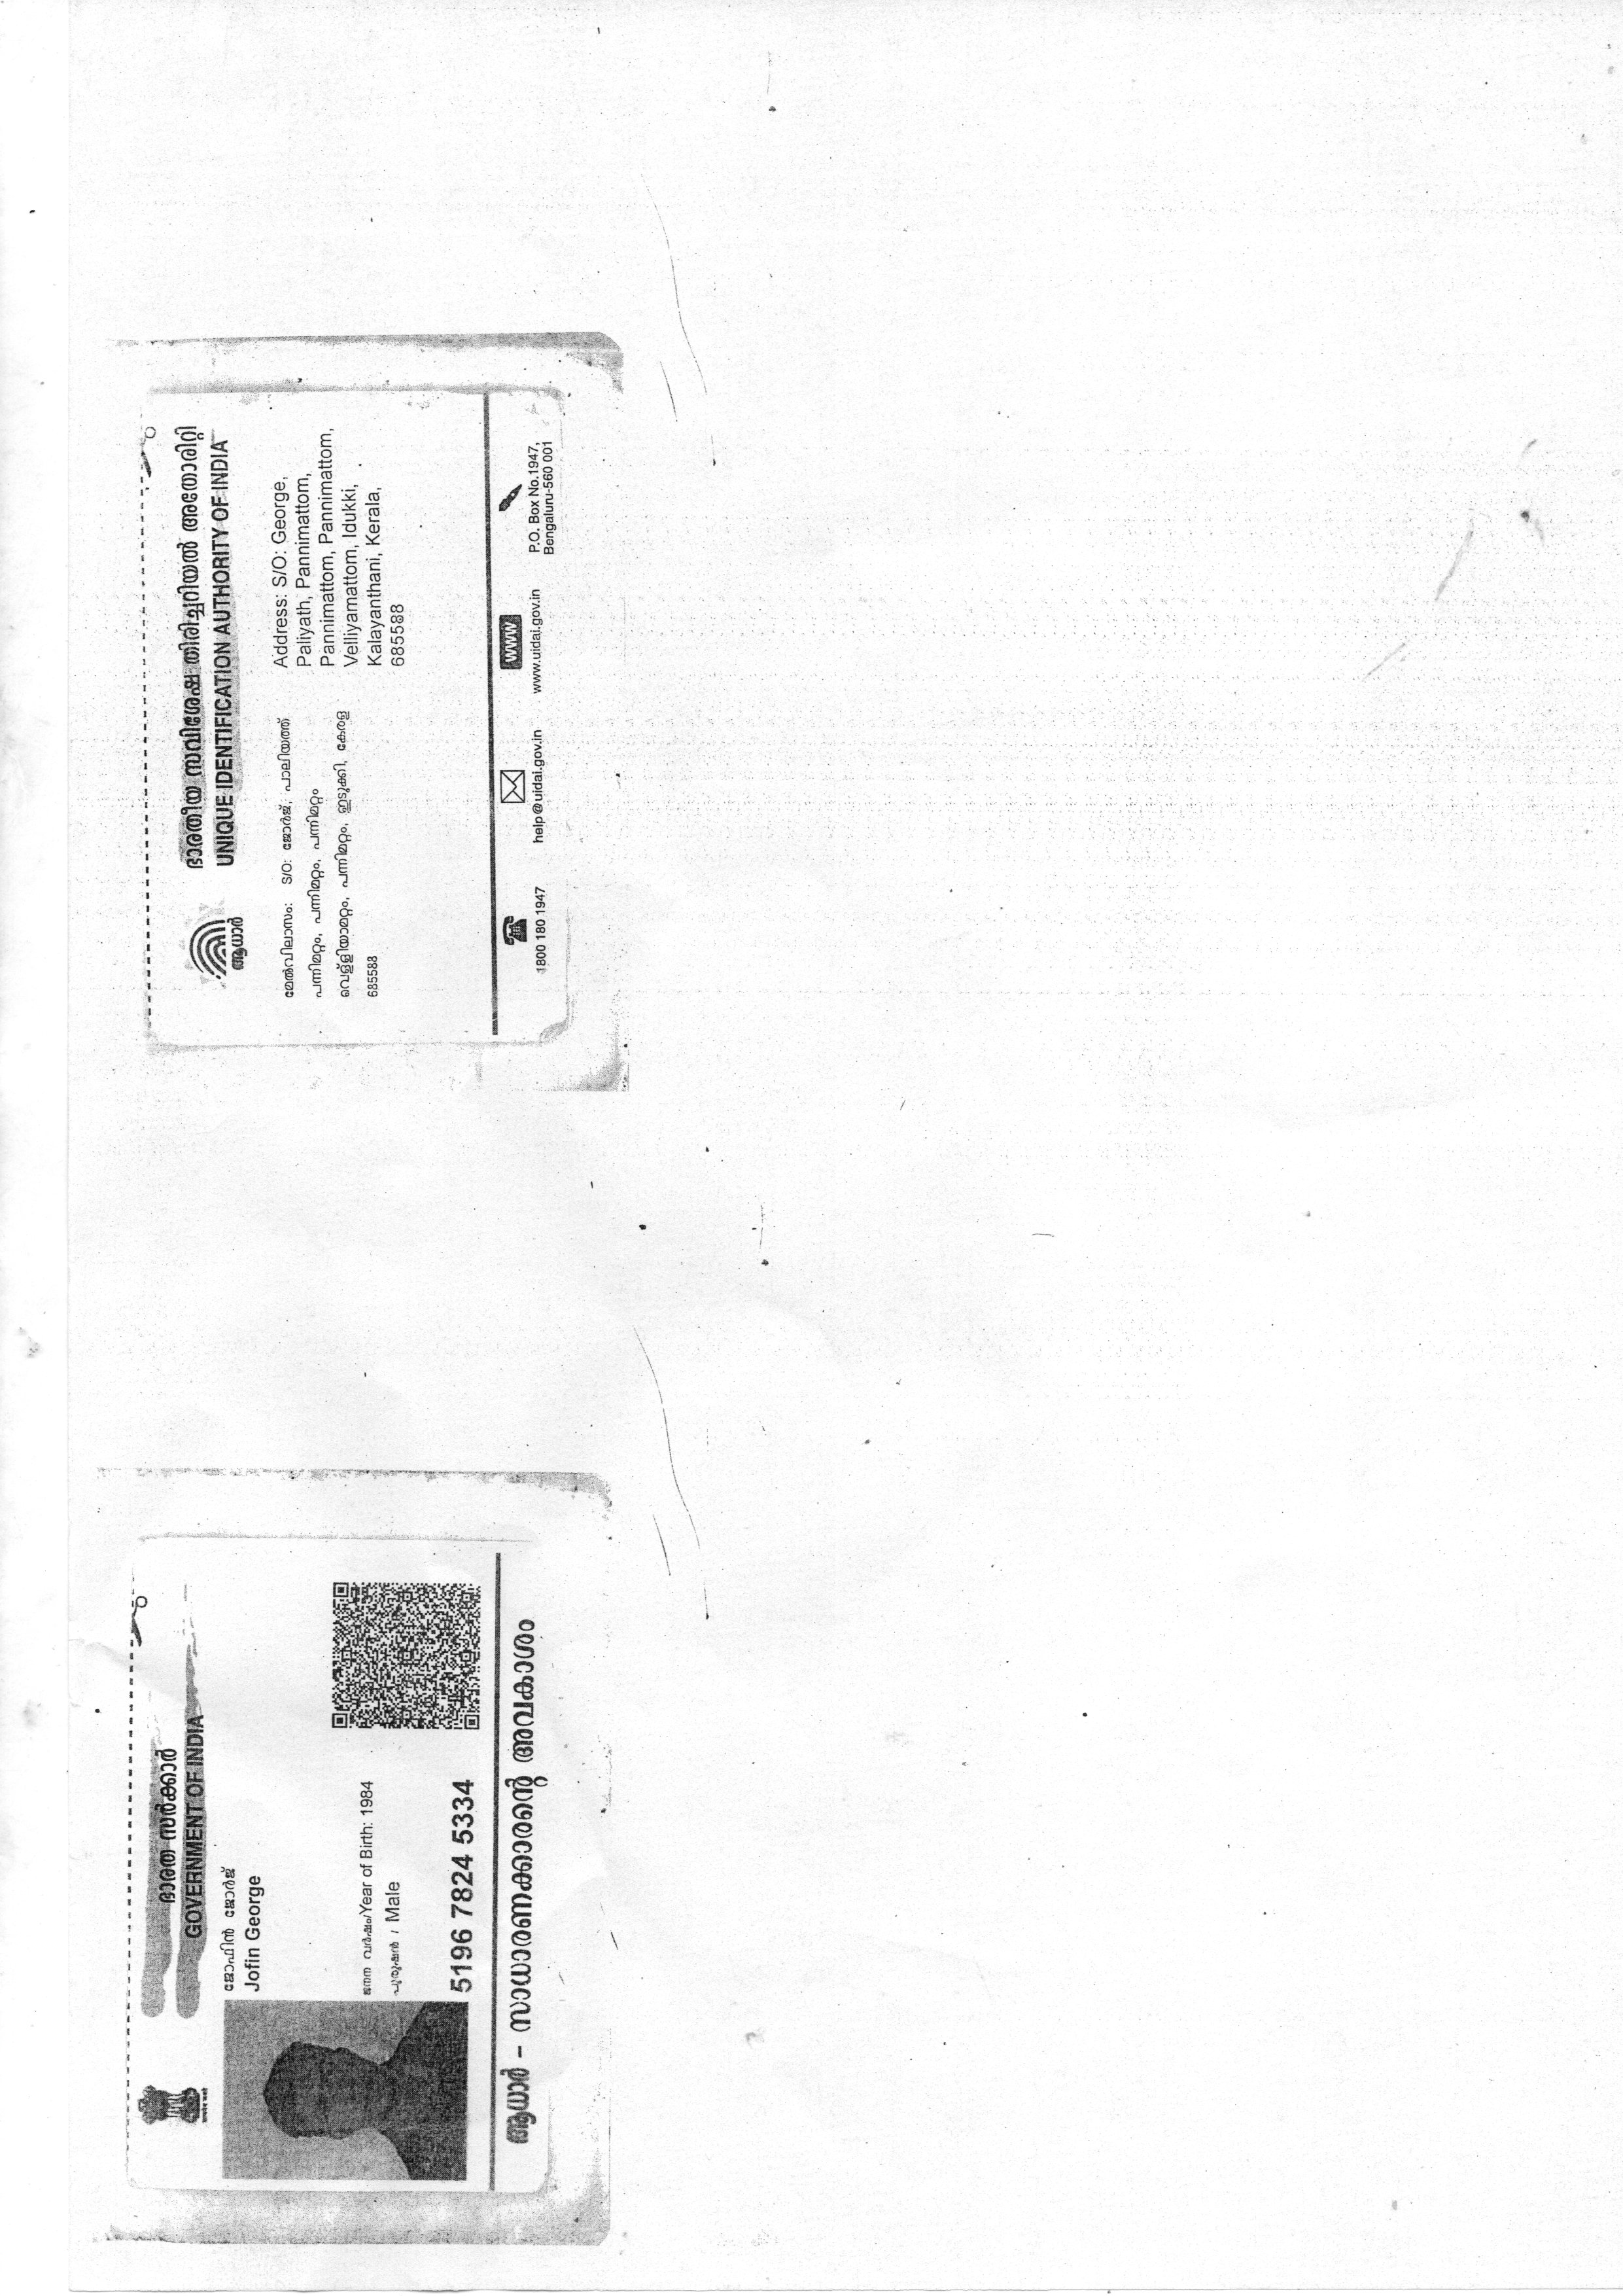 ഭാരത സർക്കാർ
GOVERNMENT OF INDIA
ജോഫിൻ ജോർജ്
Jofin George
ജനന വർഷം/Year of Birth: 1984
പുരുഷൻ / Male
5196 7824 5334
ആധാർ – സാധാരണക്കാരന്റെ അവകാശം
ആധാർ
ഭാരതീയ സവിശേഷ തിരിച്ചറിയൽ അതോരിറ്റി
UNIQUE IDENTIFICATION AUTHORITY OF INDIA
മേൽവിലാസം: S/O: ജോർജ്, പാലിയത്ത്
പന്നിമറ്റം, പന്നിമറ്റം, പന്നിമറ്റം
വെള്ളിയാമറ്റം, പന്നിമറ്റം, ഇടുക്കി, കേരള
685588
Address: S/O: George,
Paliyath, Pannimattom,
Pannimattom, Pannimattom,
Velliyamattom, Idukki,
Kalayanthani, Kerala,
685588
1800 180 1947
help@uidai.gov.in
www
www.uidai.gov.in
P.O. Box No.1947,
Bengaluru-560 001